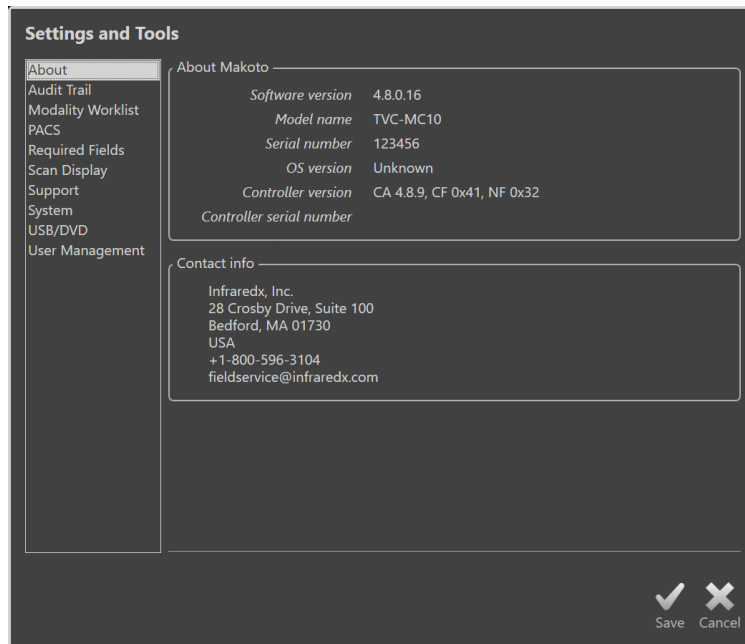 Settings and Tools
About
Audit Trail
Modality Worklist
PACS
Required Fields
Scan Display
Support
System
USB/DVD
User Management
About Makoto
Software version 4.8.0.16
Model name TVC-MC10
Serial number 123456
OS version Unknown
Controller version CA 4.8.9, CF 0x41, NF 0x32
Controller serial number
Contact info
Infraredx, Inc.
28 Crosby Drive, Suite 100
Bedford, MA 01730
USA
+1-800-596-3104
fieldservice@infraredx.com
Save Cancel